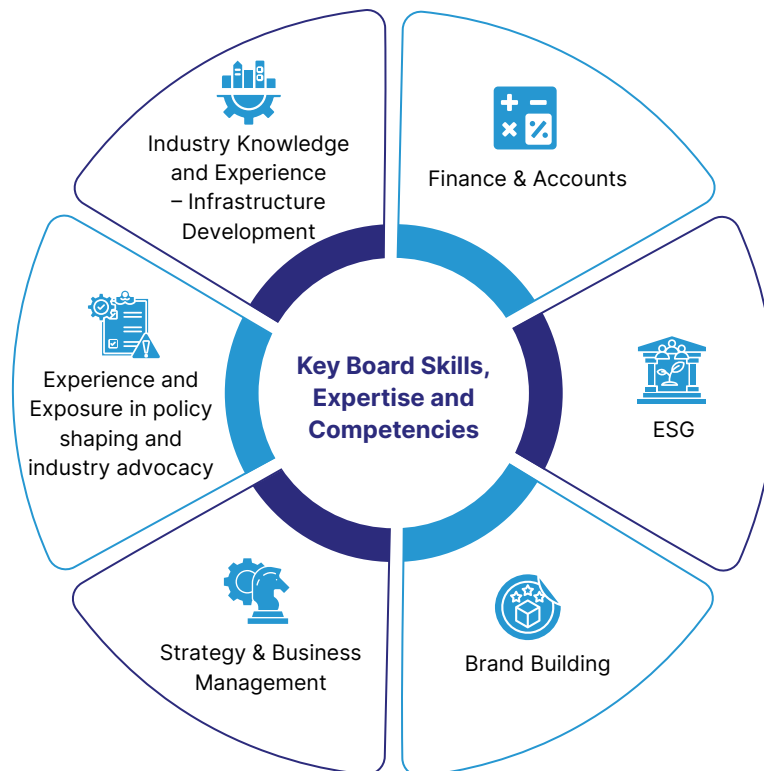 Industry Knowledge
and Experience
– Infrastructure
Development
Finance & Accounts
ESG
Brand Building
Strategy & Business
Management
Experience and
Exposure in policy
shaping and
industry advocacy
Key Board Skills,
Expertise and
Competencies